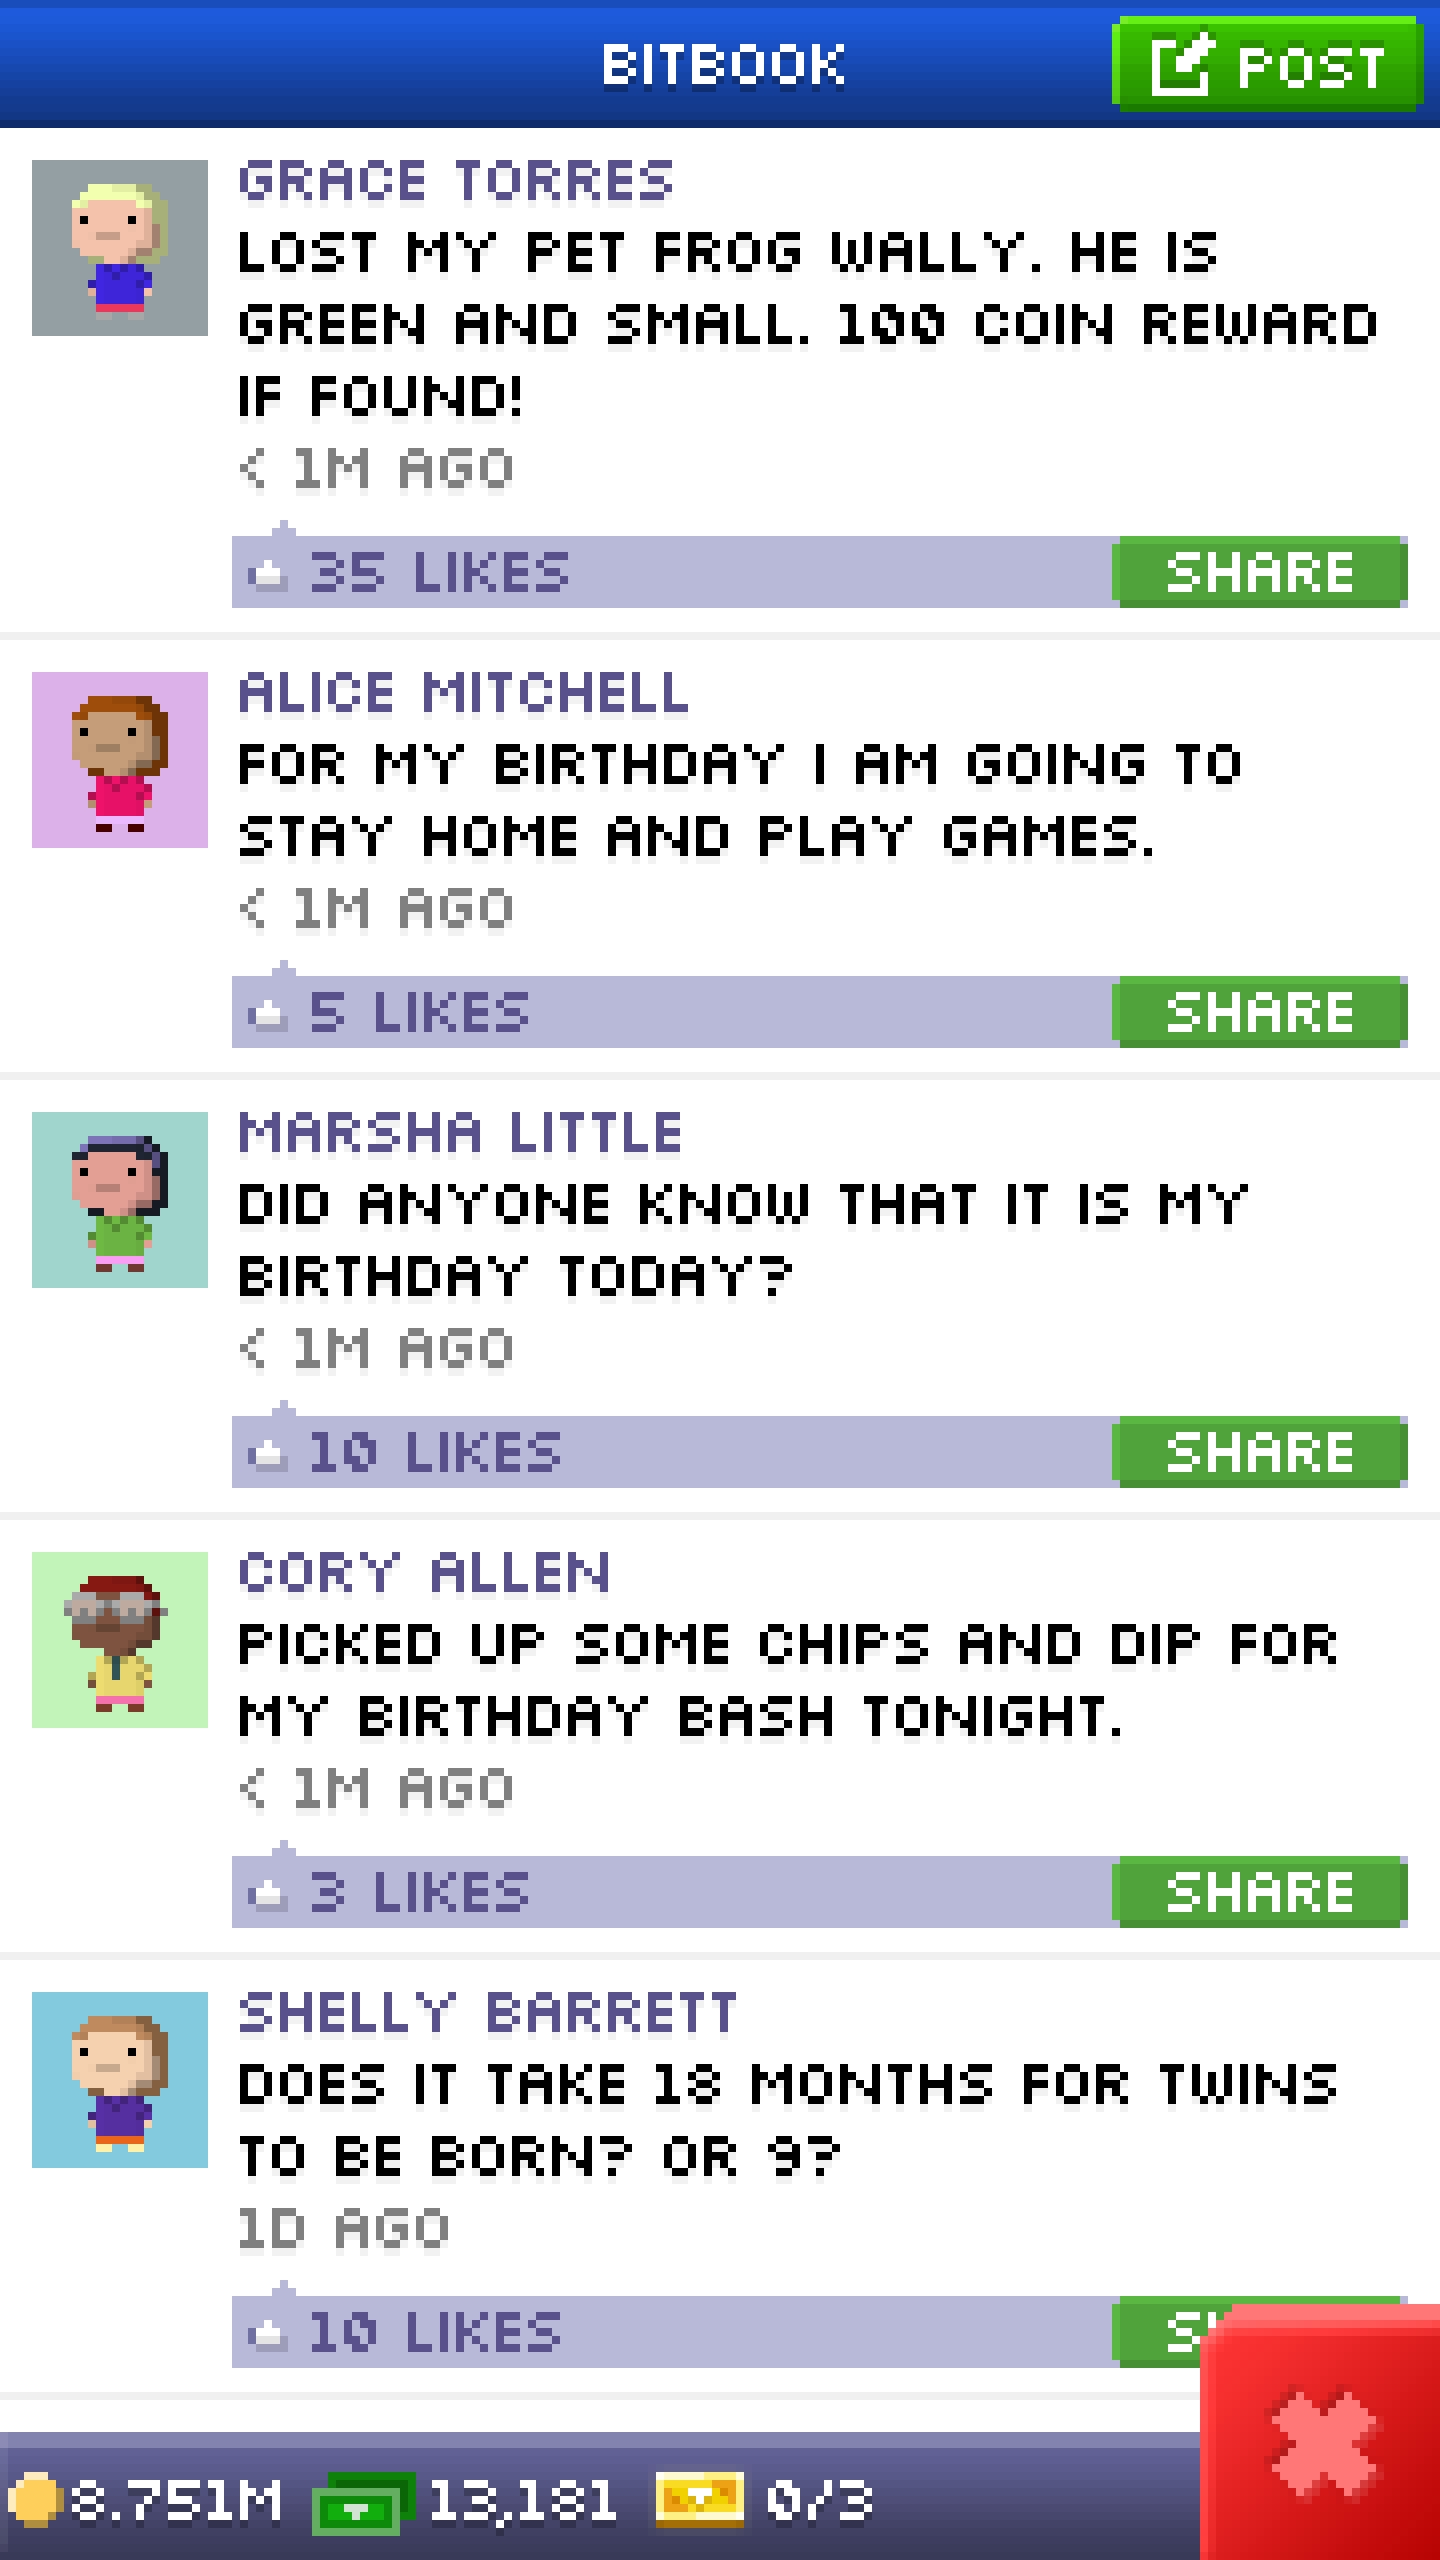 BITBOOK
POST
GRACE TORRES
LOST MY PET FROG WALLY. HE IS
GREEN AND SMALL. 100 COIN REWARD
IF FOUND!
< 1M AGO
35 LIKES
SHARE
ALICE MITCHELL
FOR MY BIRTHDAY I AM GOING TO
STAY HOME AND PLAY GAMES.
< 1M AGO
5 LIKES
SHARE
MARSHA LITTLE
DID ANYONE KNOW THAT IT IS MY
BIRTHDAY TODAY?
< 1M AGO
10 LIKES
SHARE
CORY ALLEN
PICKED UP SOME CHIPS AND DIP FOR
MY BIRTHDAY BASH TONIGHT.
< 1M AGO
3 LIKES
SHARE
SHELLY BARRETT
DOES IT TAKE 18 MONTHS FOR TWINS
TO BE BORN? OR 9?
1D AGO
10 LIKES
8.751M 13,181 0/3